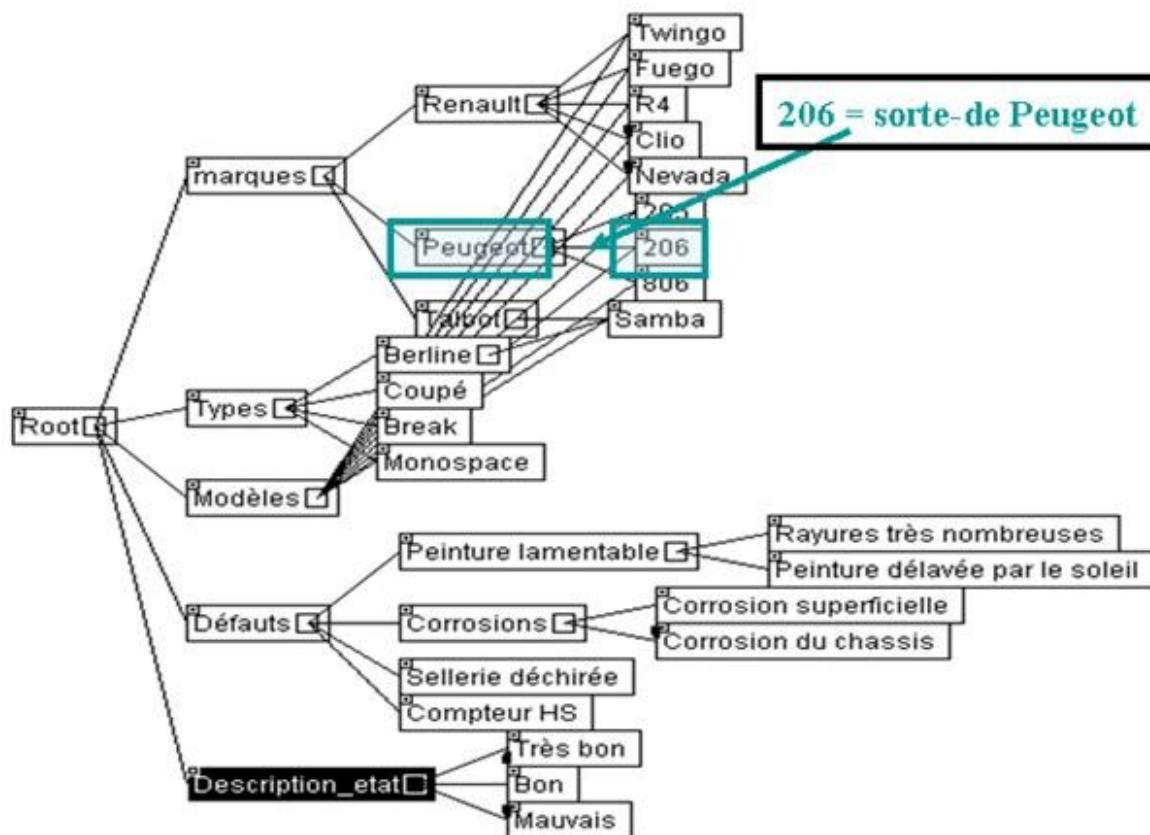 Twingo
Fuego
Renault
R4
206 = sorte-de Peugeot
Clio
marques
Nevada
205
Peugeot
206
806
Talbot
Samba
Berline
Coupé
Types
Root
Break
Monospace
Modèles
Rayures très nombreuses
Peinture lamentable
Peinture délavée par le soleil
Corrosion superficielle
Défauts
Corrosions
Corrosion du chassis
Sellerie déchirée
Compteur HS
Très bon
Description_etat
Bon
Mauvais